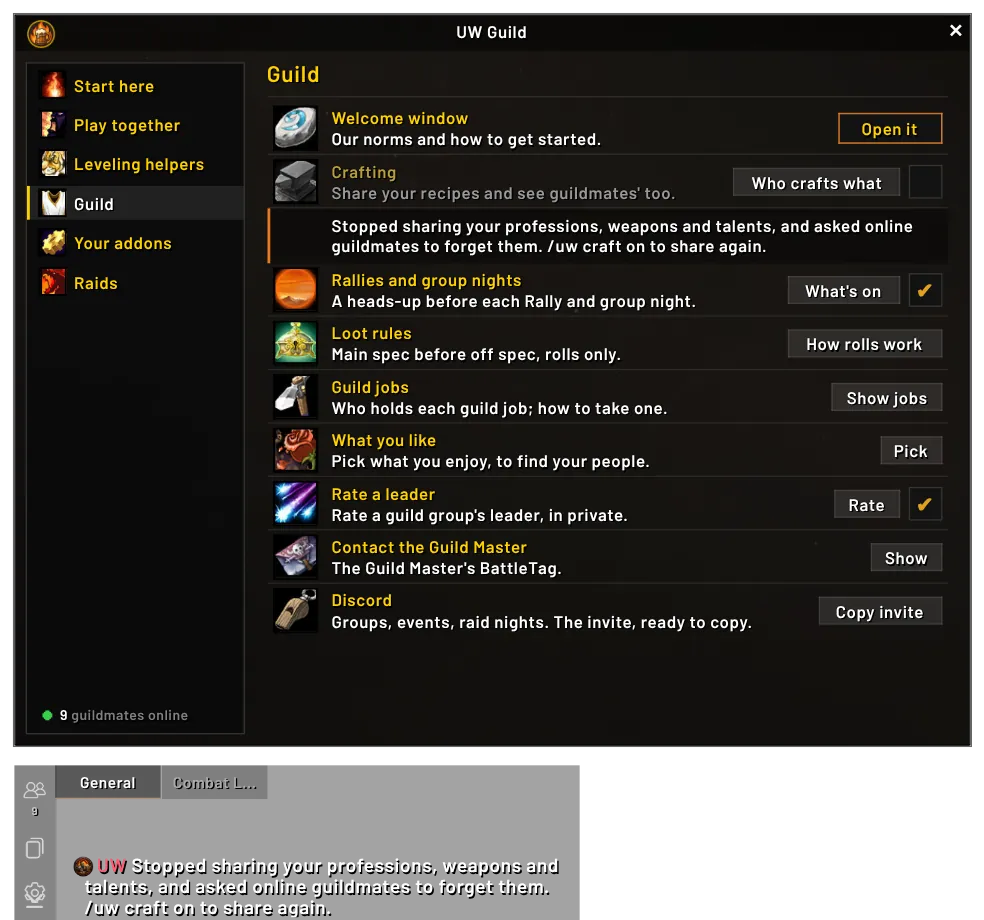 UW Guild
Start here
Play together
Leveling helpers
Guild
Your addons
Raids
9 guildmates online
Guild
Welcome window
Our norms and how to get started.
Open it
Crafting
Share your recipes and see guildmates' too.
Who crafts what
Stopped sharing your professions, weapons and talents, and asked online
guildmates to forget them. /uw craft on to share again.
Rallies and group nights
A heads-up before each Rally and group night.
What's on
Loot rules
Main spec before off spec, rolls only.
How rolls work
Guild jobs
Who holds each guild job; how to take one.
Show jobs
What you like
Pick what you enjoy, to find your people.
Pick
Rate a leader
Rate a guild group's leader, in private.
Rate
Contact the Guild Master
The Guild Master's BattleTag.
Show
Discord
Groups, events, raid nights. The invite, ready to copy.
Copy invite
9
General
Combat L...
UW Stopped sharing your professions, weapons and
talents, and asked online guildmates to forget them.
/uw craft on to share again.